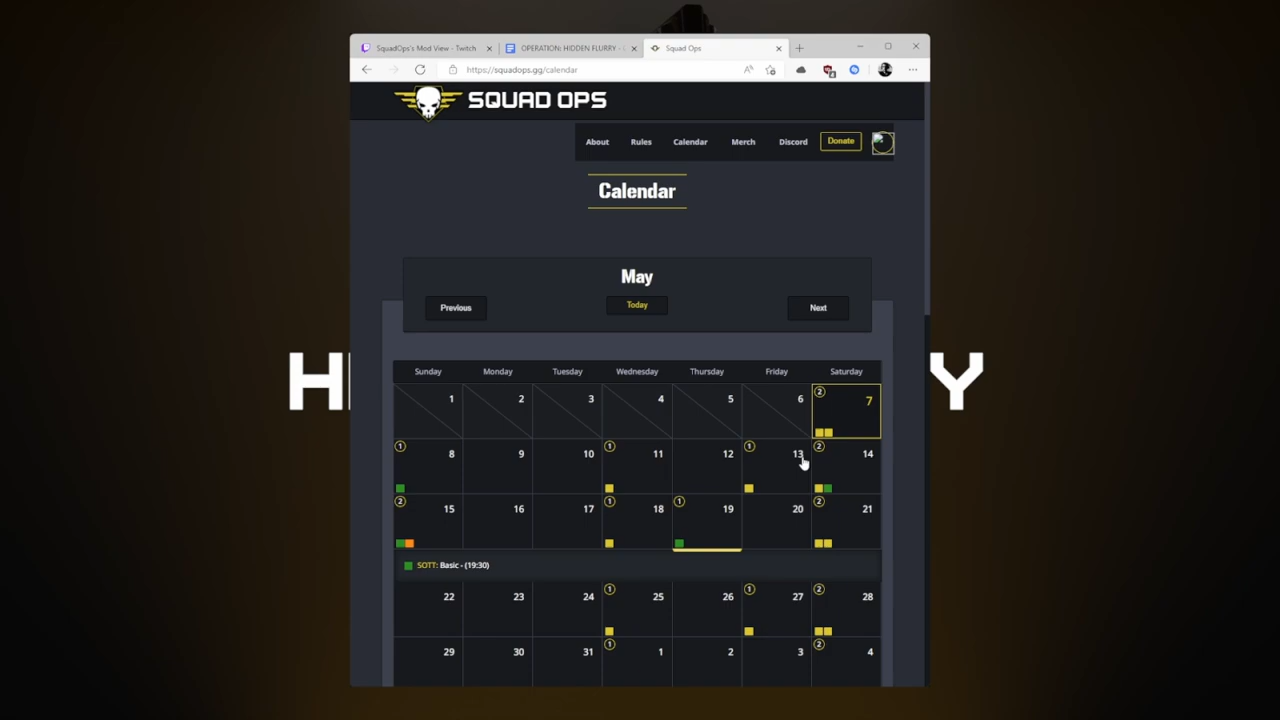 SquadOps's Mod View - Twitch
OPERATION: HIDDEN FLURRY -
Squad Ops
https://squadops.gg/calendar
SQUAD OPS
About Rules Calendar Merch Discord Donate
Calendar
May
Previous Today Next
Sunday Monday Tuesday Wednesday Thursday Friday Saturday
1 2 3 4 5 6 2 7
1 8 9 10 1 11 12 1 13 2 14
2 15 16 17 1 18 1 19 20 2 21
SOTT: Basic - (19:30)
22 23 24 1 25 26 1 27 2 28
29 30 31 1 1 2 3 2 4
H Y